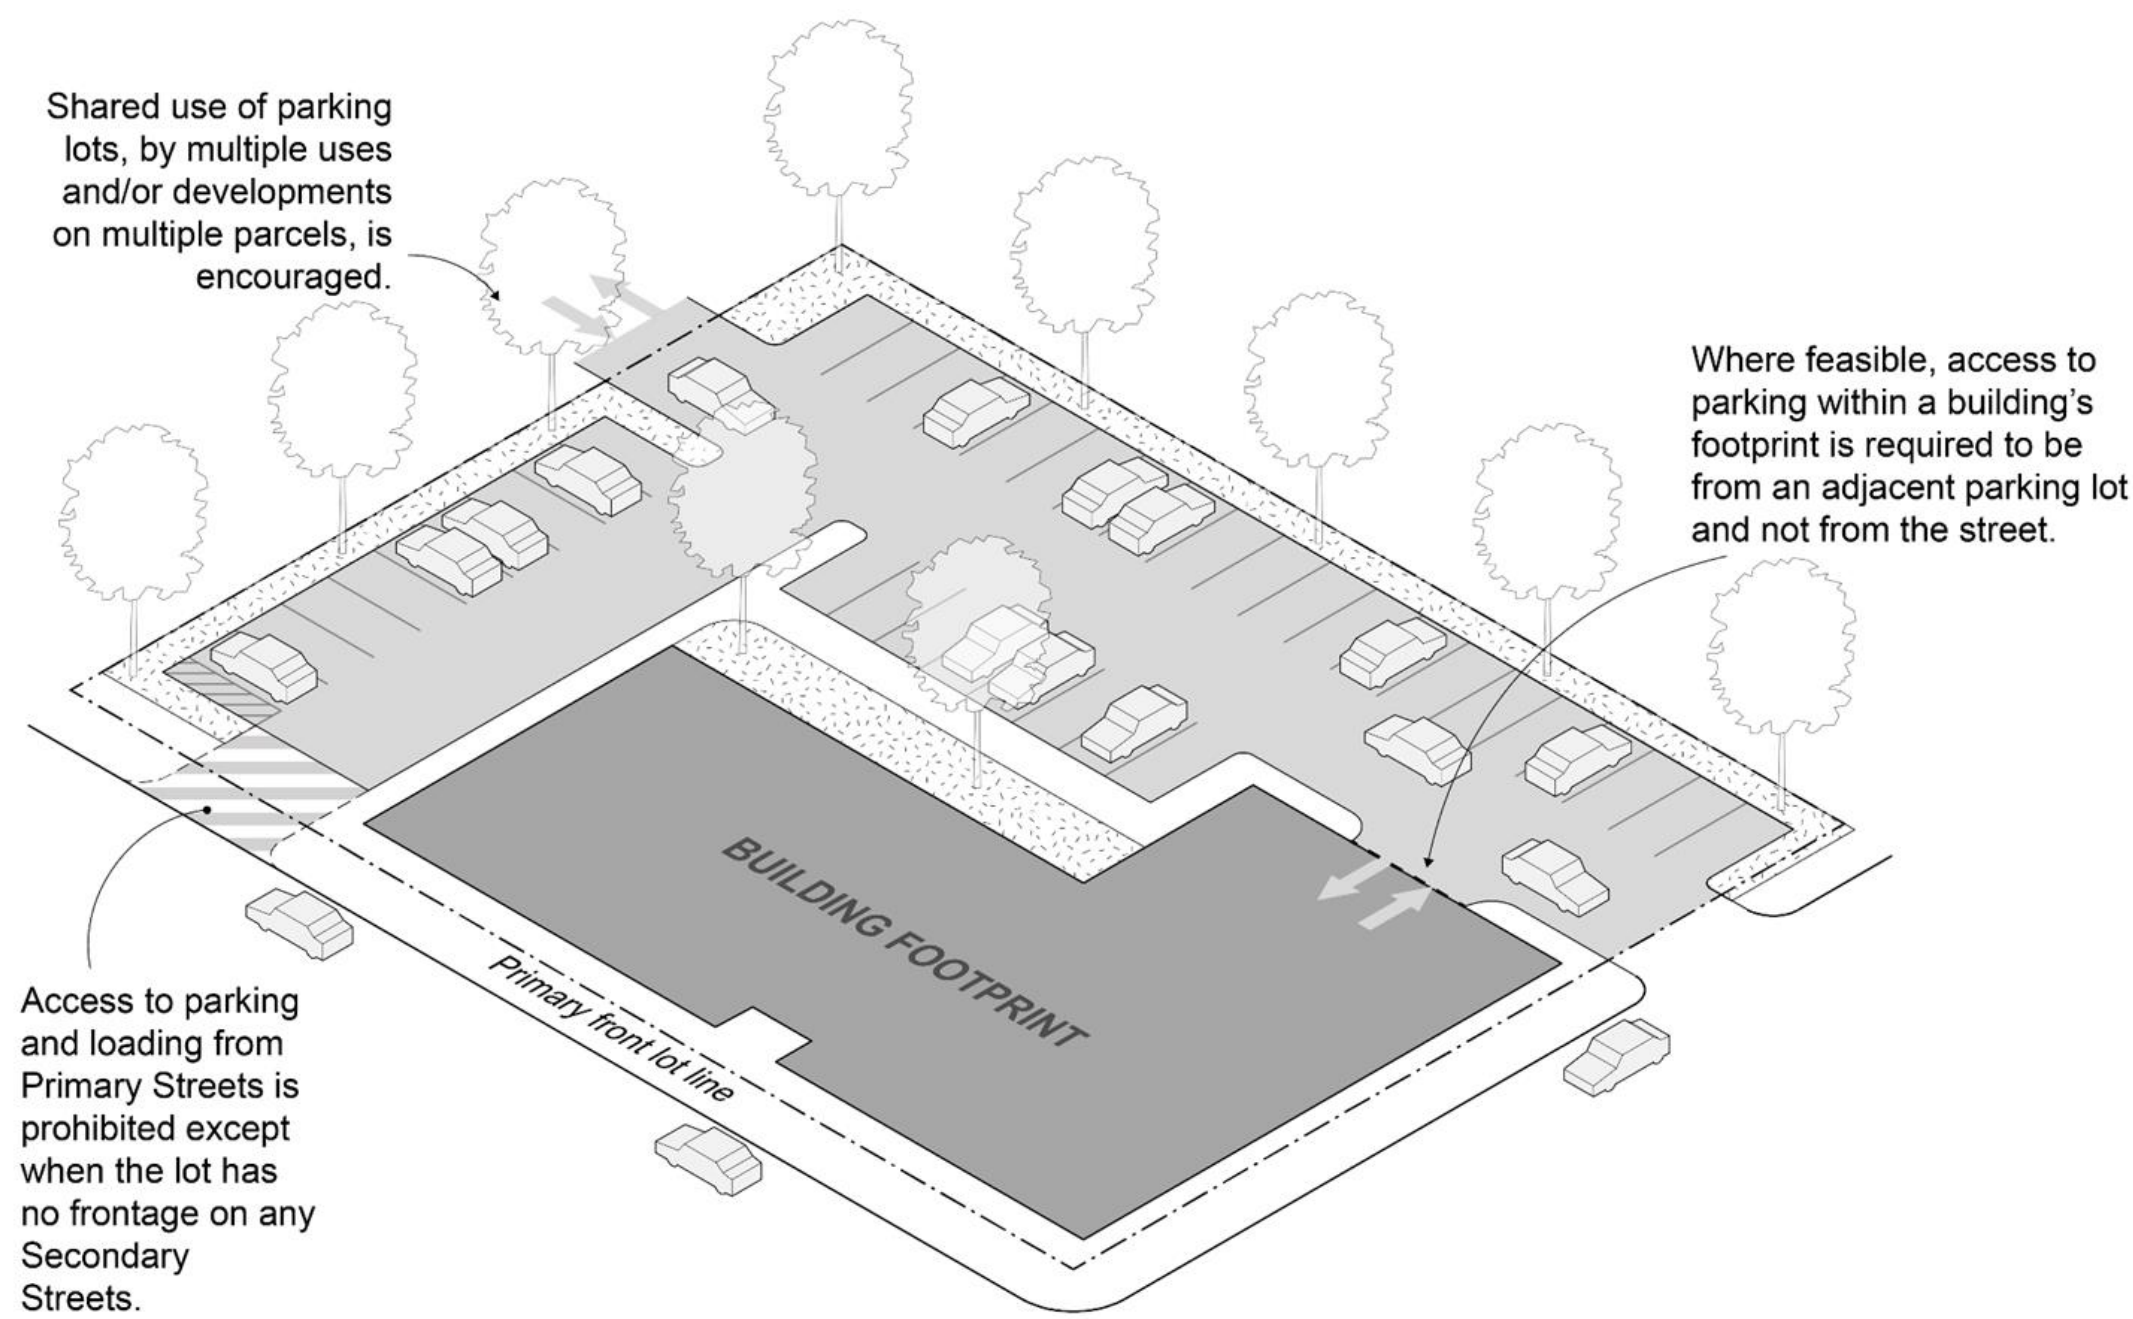 Shared use of parking
lots, by multiple uses
and/or developments
on multiple parcels, is
encouraged.
Where feasible, access to
parking within a building's
footprint is required to be
from an adjacent parking lot
and not from the street.
BUILDING FOOTPRINT
Primary front lot line
Access to parking
and loading from
Primary Streets is
prohibited except
when the lot has
no frontage on any
Secondary
Streets.